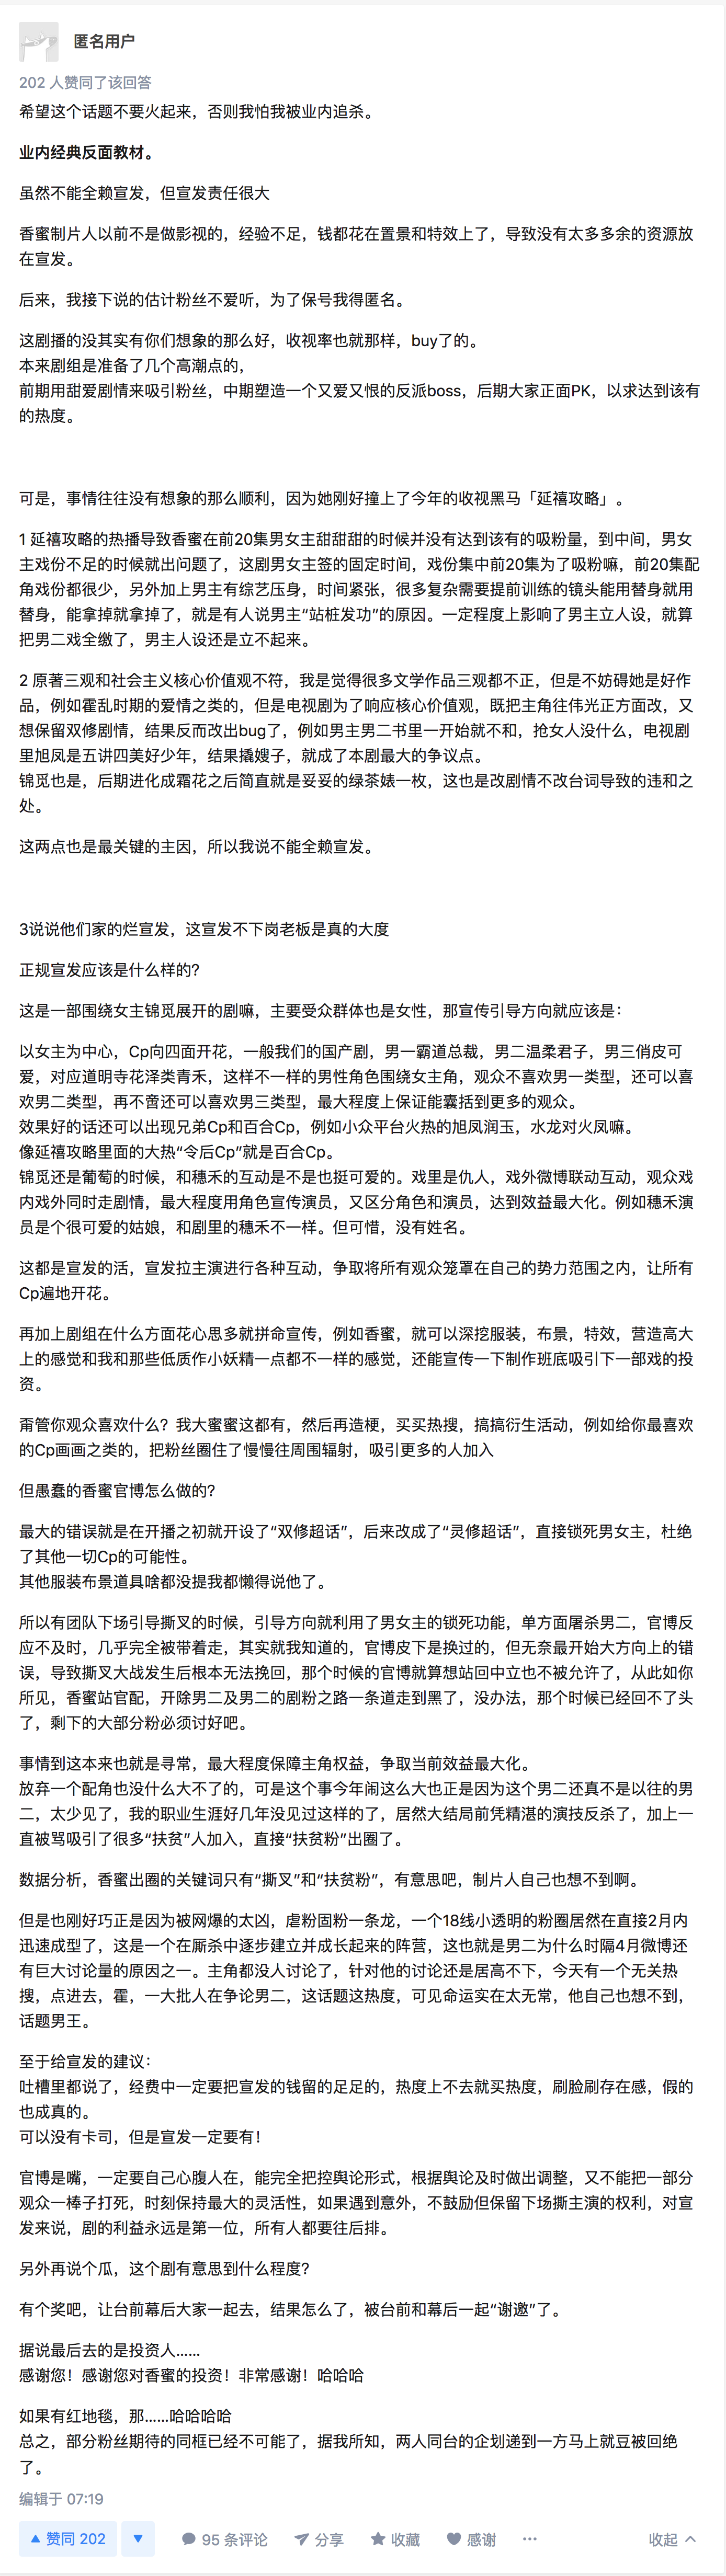 匿名用户
202 人赞同了该回答
希望这个话题不要火起来，否则我怕我被业内追杀。
业内经典反面教材。
虽然不能全赖宣发，但宣发责任很大
香蜜制片人以前不是做影视的，经验不足，钱都花在置景和特效上了，导致没有太多多余的资源放
在宣发。
后来，我接下说的估计粉丝不爱听，为了保号我得匿名。
这剧播的没其实有你们想象的那么好，收视率也就那样，buy了的。
本来剧组是准备了几个高潮点的，
前期用甜爱剧情来吸引粉丝，中期塑造一个又爱又恨的反派boss，后期大家正面PK，以求达到该有
的热度。
可是，事情往往没有想象的那么顺利，因为她刚好撞上了今年的收视黑马「延禧攻略」。
1 延禧攻略的热播导致香蜜在前20集男女主甜甜甜的时候并没有达到该有的吸粉量，到中间，男女
主戏份不足的时候就出问题了，这剧男女主签的固定时间，戏份集中前20集为了吸粉嘛，前20集配
角戏份都很少，另外加上男主有综艺压身，时间紧张，很多复杂需要提前训练的镜头能用替身就用
替身，能拿掉就拿掉了，就是有人说男主“站桩发功”的原因。一定程度上影响了男主立人设，就算
把男二戏全缴了，男主人设还是立不起来。
2 原著三观和社会主义核心价值观不符，我是觉得很多文学作品三观都不正，但是不妨碍她是好作
品，例如霍乱时期的爱情之类的，但是电视剧为了响应核心价值观，既把主角往伟光正方面改，又
想保留双修剧情，结果反而改出bug了，例如男主男二书里一开始就不和，抢女人没什么，电视剧
里旭凤是五讲四美好少年，结果撬嫂子，就成了本剧最大的争议点。
锦觅也是，后期进化成霜花之后简直就是妥妥的绿茶婊一枚，这也是改剧情不改台词导致的违和之
处。
这两点也是最关键的主因，所以我说不能全赖宣发。
3说说他们家的烂宣发，这宣发不下岗老板是真的大度
正规宣发应该是什么样的?
这是一部围绕女主锦觅展开的剧嘛，主要受众群体也是女性，那宣传引导方向就应该是：
以女主为中心，Cp向四面开花，一般我们的国产剧，男一霸道总裁，男二温柔君子，男三俏皮可
爱，对应道明寺花泽类青禾，这样不一样的男性角色围绕女主角，观众不喜欢男一类型，还可以喜
欢男二类型，再不啻还可以喜欢男三类型，最大程度上保证能囊括到更多的观众。
效果好的话还可以出现兄弟Cp和百合Cp，例如小众平台火热的旭凤润玉，水龙对火凤嘛。
像延禧攻略里面的大热“令后Cp”就是百合Cp。
锦觅还是葡萄的时候，和穗禾的互动是不是也挺可爱的。戏里是仇人，戏外微博联动互动，观众戏
内戏外同时走剧情，最大程度用角色宣传演员，又区分角色和演员，达到效益最大化。例如穗禾演
员是个很可爱的姑娘，和剧里的穗禾不一样。但可惜，没有姓名。
这都是宣发的活，宣发拉主演进行各种互动，争取将所有观众笼罩在自己的势力范围之内，让所有
Cp遍地开花。
再加上剧组在什么方面花心思多就拼命宣传，例如香蜜，就可以深挖服装，布景，特效，营造高大
上的感觉和我和那些低质作小妖精一点都不一样的感觉，还能宣传一下制作班底吸引下一部戏的投
资。
甭管你观众喜欢什么？我大蜜蜜这都有，然后再造梗，买买热搜，搞搞衍生活动，例如给你最喜欢
的Cp画画之类的，把粉丝圈住了慢慢往周围辐射，吸引更多的人加入
但愚蠢的香蜜官博怎么做的?
最大的错误就是在开播之初就开设了“双修超话”，后来改成了“灵修超话”，直接锁死男女主，杜绝
了其他一切Cp的可能性。
其他服装布景道具啥都没提我都懒得说他了。
所以有团队下场引导撕叉的时候，引导方向就利用了男女主的锁死功能，单方面屠杀男二，官博反
应不及时，几乎完全被带着走，其实就我知道的，官博皮下是换过的，但无奈最开始大方向上的错
误，导致撕叉大战发生后根本无法挽回，那个时候的官博就算想站回中立也不被允许了，从此如你
所见，香蜜站官配，开除男二及男二的剧粉之路一条道走到黑了，没办法，那个时候已经回不了头
了，剩下的大部分粉必须讨好吧。
事情到这本来也就是寻常，最大程度保障主角权益，争取当前效益最大化。
放弃一个配角也没什么大不了的，可是这个事今年闹这么大也正是因为这个男二还真不是以往的男
二，太少见了，我的职业生涯好几年没见过这样的了，居然大结局前凭精湛的演技反杀了，加上一
直被骂吸引了很多“扶贫”人加入，直接“扶贫粉”出圈了。
数据分析，香蜜出圈的关键词只有“撕叉”和“扶贫粉”，有意思吧，制片人自己也想不到啊。
但是也刚好巧正是因为被网爆的太凶，虐粉固粉一条龙，一个18线小透明的粉圈居然在直接2月内
迅速成型了，这是一个在厮杀中逐步建立并成长起来的阵营，这也就是男二为什么时隔4月微博还
有巨大讨论量的原因之一。主角都没人讨论了，针对他的讨论还是居高不下，今天有一个无关热
搜，点进去，霍，一大批人在争论男二，这话题这热度，可见命运实在太无常，他自己也想不到，
话题男王。
至于给宣发的建议：
吐槽里都说了，经费中一定要把宣发的钱留的足足的，热度上不去就买热度，刷脸刷存在感，假的
也成真的。
可以没有卡司，但是宣发一定要有！
官博是嘴，一定要自己心腹人在，能完全把控舆论形式，根据舆论及时做出调整，又不能把一部分
观众一棒子打死，时刻保持最大的灵活性，如果遇到意外，不鼓励但保留下场撕主演的权利，对宣
发来说，剧的利益永远是第一位，所有人都要往后排。
另外再说个瓜，这个剧有意思到什么程度?
有个奖吧，让台前幕后大家一起去，结果怎么了，被台前和幕后一起“谢邀”了。
据说最后去的是投资人……
感谢您！感谢您对香蜜的投资！非常感谢！哈哈哈
如果有红地毯，那……哈哈哈哈
总之，部分粉丝期待的同框已经不可能了，据我所知，两人同台的企划递到一方马上就豆被回绝
了。
编辑于 07:19
赞同 202 95 条评论 分享 收藏 感谢 收起